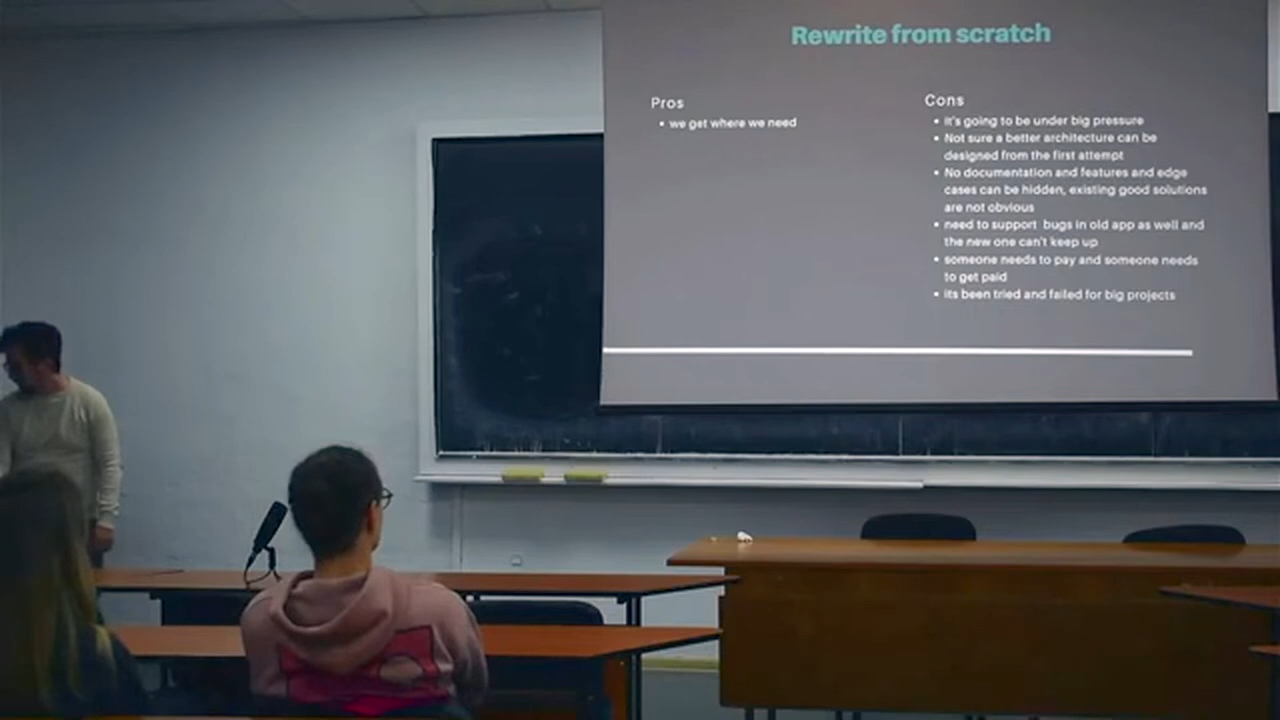 Rewrite from scratch
Pros
• we get where we need
Cons
• it's going to be under big pressure
• Not sure a better architecture can be
designed from the first attempt
• No documentation and features and edge
cases can be hidden, existing good solutions
are not obvious
• need to support bugs in old app as well and
the new one can't keep up
• someone needs to pay and someone needs
to get paid
• its been tried and failed for big projects